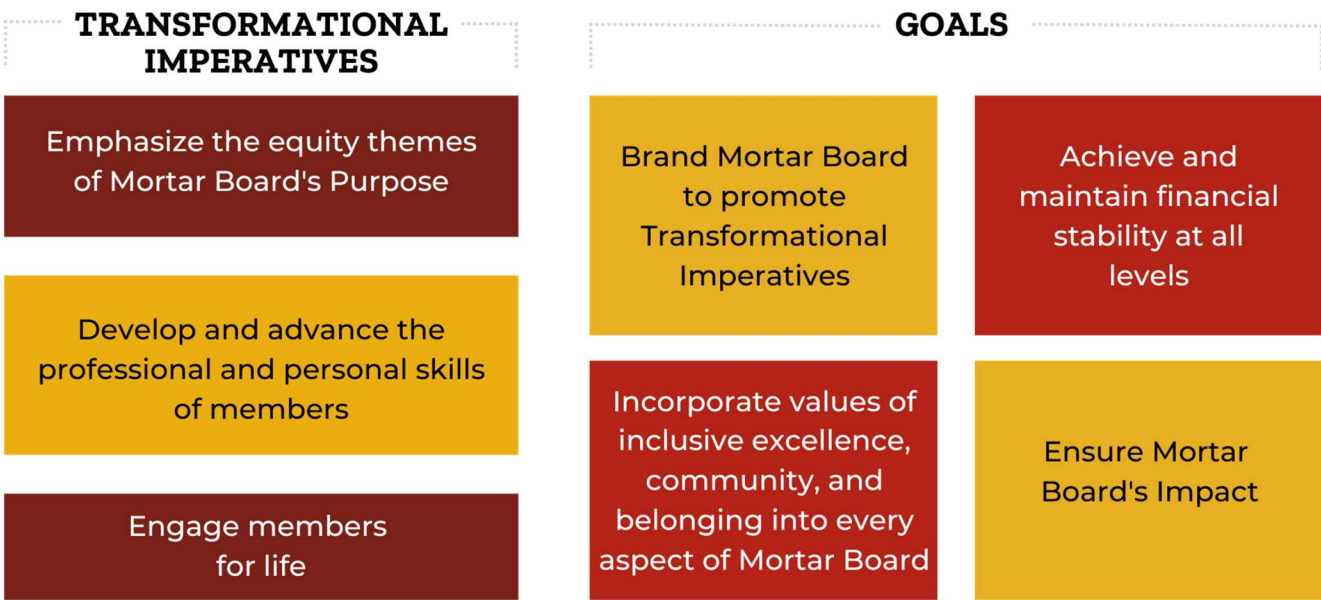 TRANSFORMATIONAL
IMPERATIVES
Emphasize the equity themes
of Mortar Board's Purpose
Develop and advance the
professional and personal skills
of members
Engage members
for life
GOALS
Brand Mortar Board
to promote
Transformational
Imperatives
Achieve and
maintain financial
stability at all
levels
Incorporate values of
inclusive excellence,
community, and
belonging into every
aspect of Mortar Board
Ensure Mortar
Board's Impact